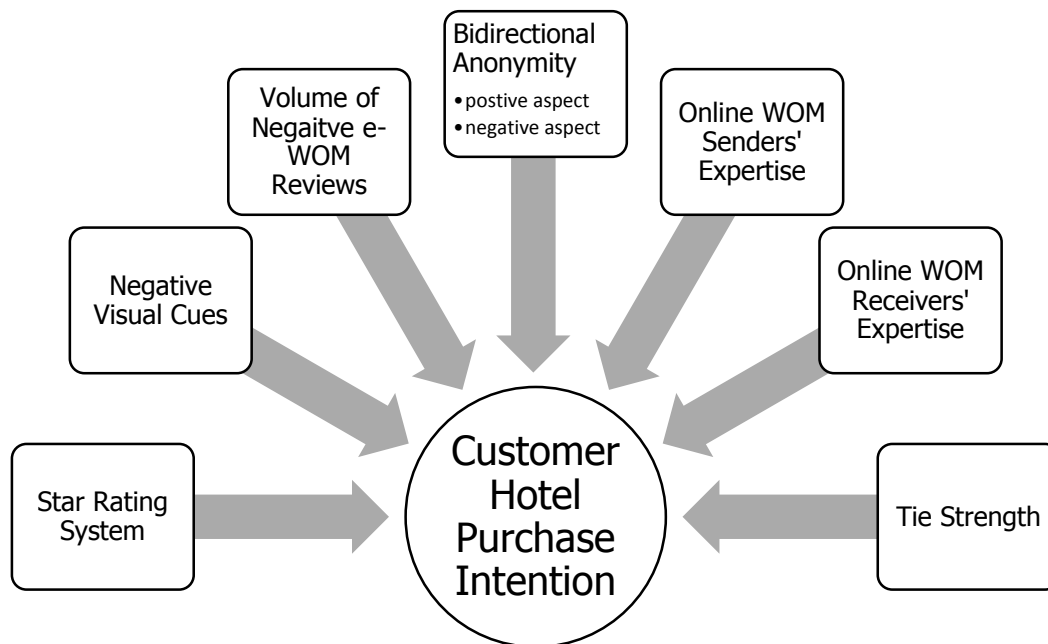 Bidirectional
Anonymity
•postive aspect
•negative aspect
Volume of
Negaitve e-
WOM
Reviews
Online WOM
Senders'
Expertise
Negative
Visual Cues
Online WOM
Receivers'
Expertise
Star Rating
System
Customer
Hotel
Purchase
Intention
Tie Strength